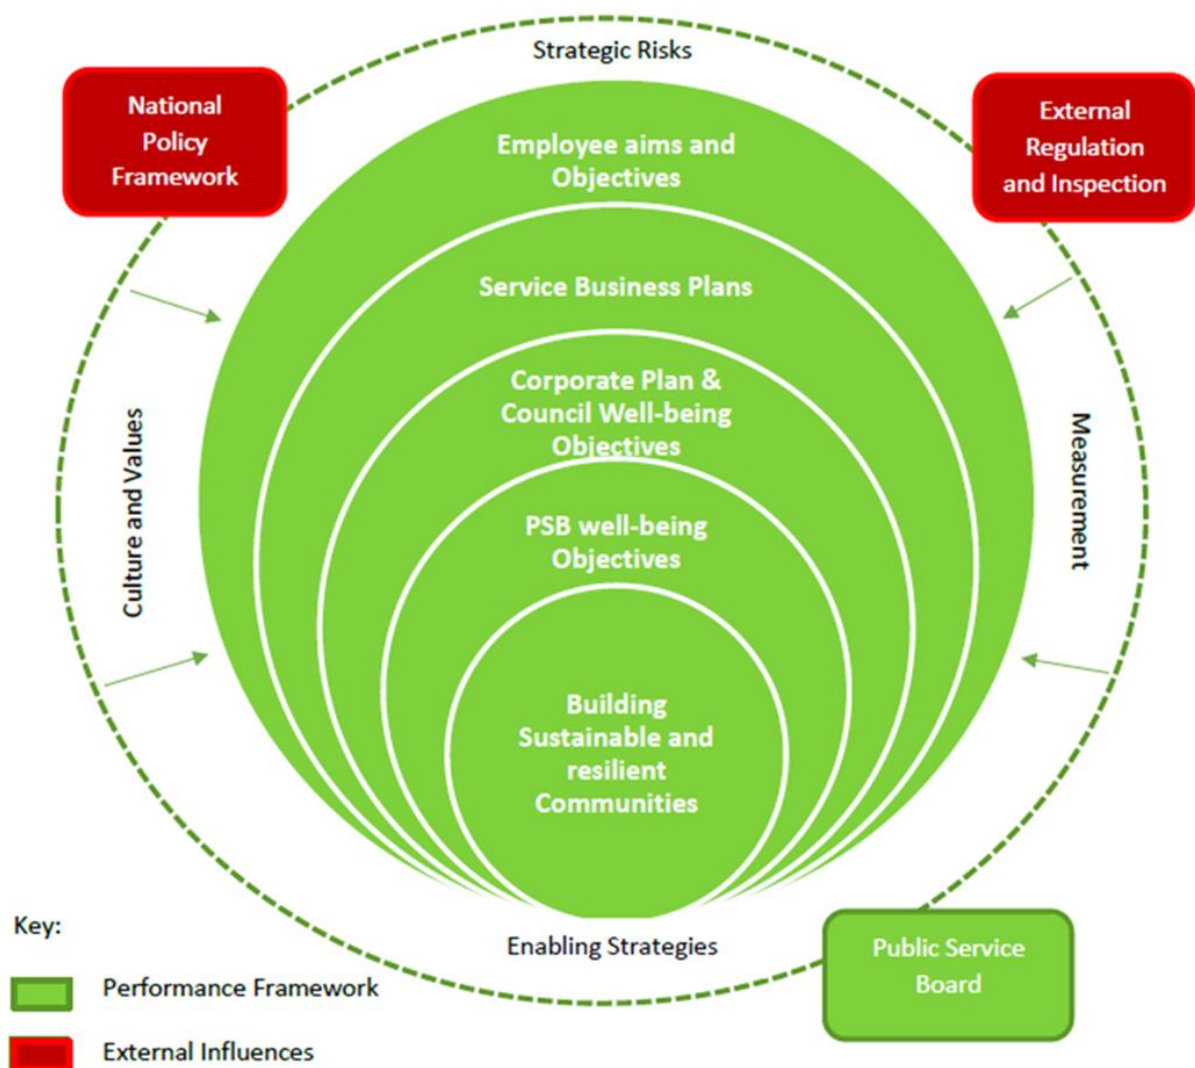 Strategic Risks
National
Policy
Framework
External
Regulation
and Inspection
Employee aims and
Objectives
Service Business Plans
Corporate Plan &
Council Well-being
Objectives
Culture and Values
Measurement
PSB well-being
Objectives
Building
Sustainable and
resilient
Communities
Enabling Strategies
Public Service
Board
Key:
Performance Framework
External Influences